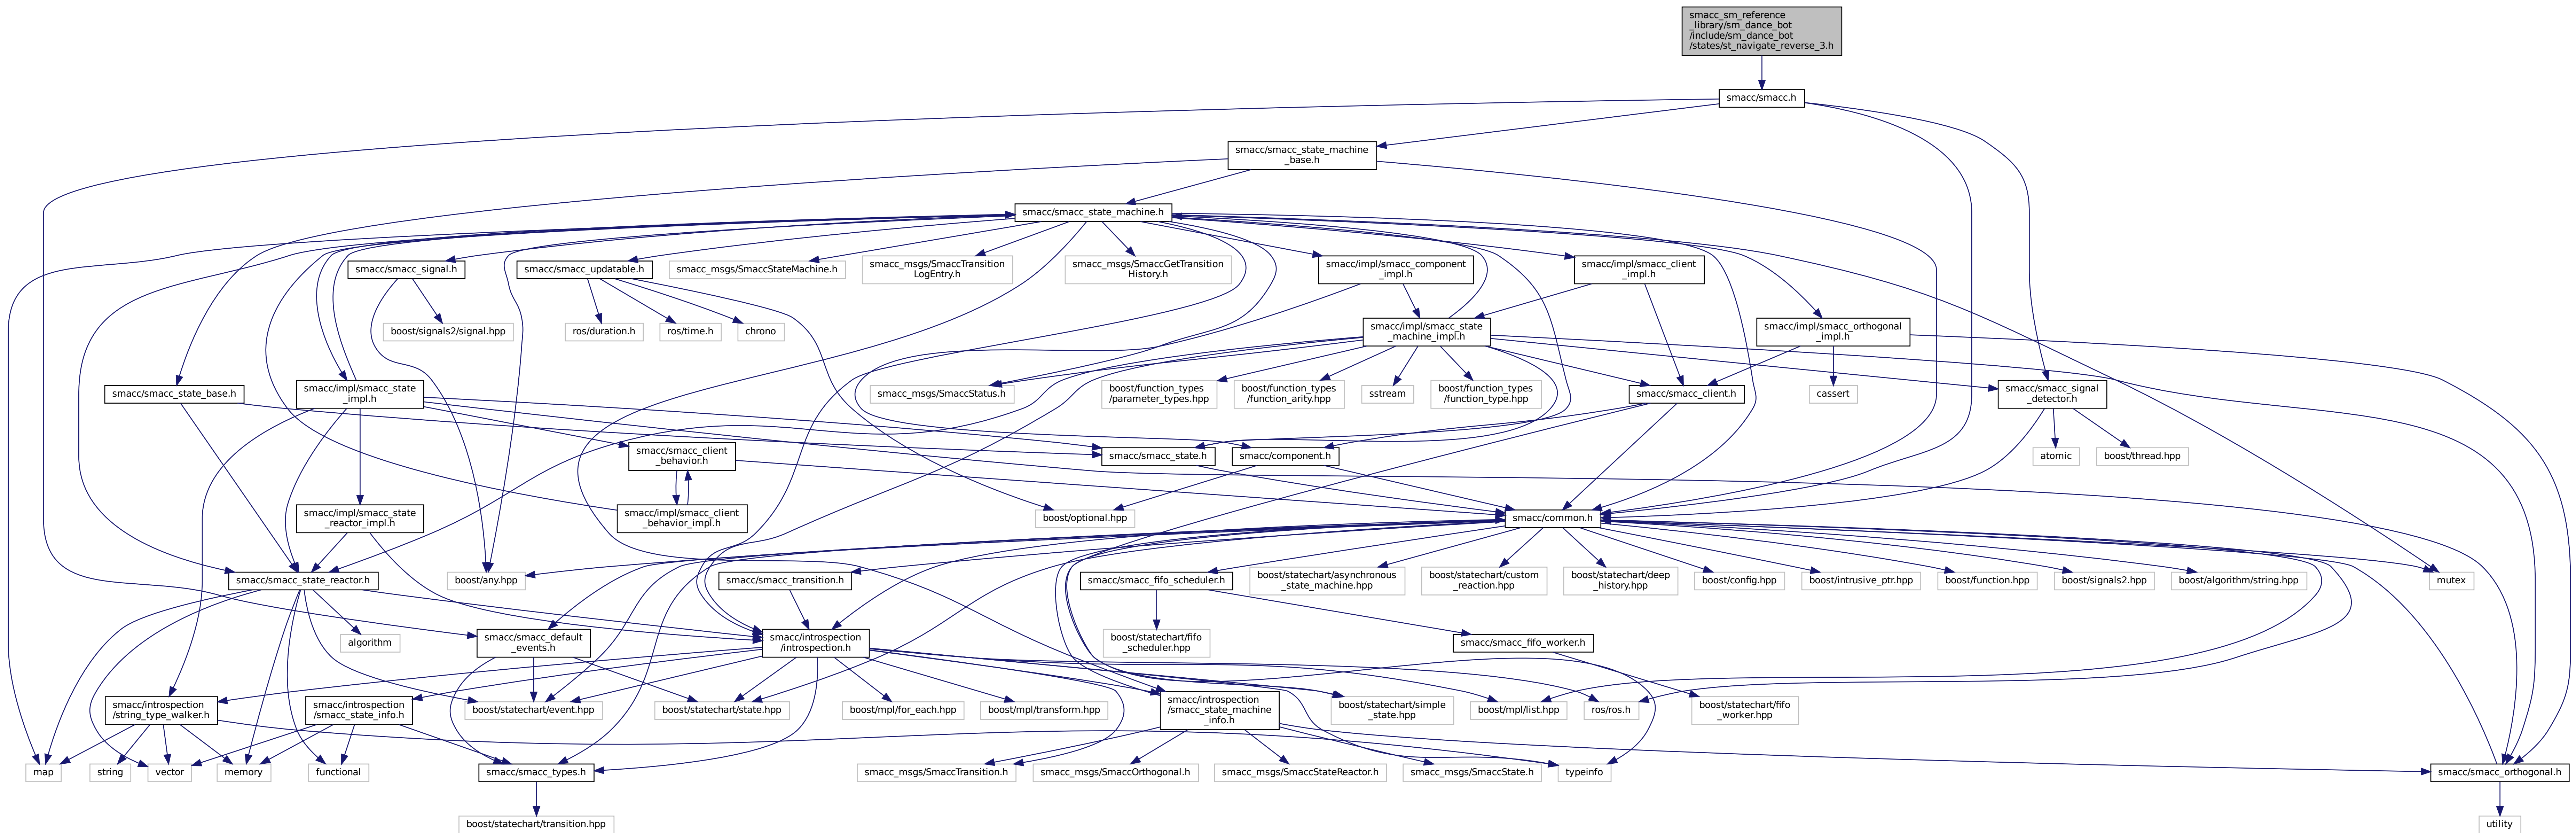 smacc_sm_reference
_library/sm_dance_bot
/include/sm_dance_bot
/states/st_navigate_reverse_3.h
smacc/smacc.h
smacc/smacc_state_machine
_base.h
smacc/smacc_state_machine.h
smacc/smacc_signal.h
smacc/smacc_updatable.h
smacc_msgs/SmaccStateMachine.h
smacc_msgs/SmaccTransition
LogEntry.h
smacc_msgs/SmaccGetTransition
History.h
smacc/impl/smacc_component
_impl.h
smacc/impl/smacc_client
_impl.h
boost/signals2/signal.hpp
ros/duration.h
ros/time.h
chrono
smacc/impl/smacc_state
_machine_impl.h
smacc/impl/smacc_orthogonal
_impl.h
smacc/smacc_state_base.h
smacc/impl/smacc_state
_impl.h
smacc_msgs/SmaccStatus.h
boost/function_types
/parameter_types.hpp
boost/function_types
/function_arity.hpp
sstream
boost/function_types
/function_type.hpp
smacc/smacc_client.h
cassert
smacc/smacc_signal
_detector.h
smacc/smacc_client
_behavior.h
smacc/smacc_state.h
smacc/component.h
atomic
boost/thread.hpp
smacc/impl/smacc_state
_reactor_impl.h
smacc/impl/smacc_client
_behavior_impl.h
boost/optional.hpp
smacc/common.h
smacc/smacc_state_reactor.h
boost/any.hpp
smacc/smacc_transition.h
smacc/smacc_fifo_scheduler.h
boost/statechart/asynchronous
_state_machine.hpp
boost/statechart/custom
_reaction.hpp
boost/statechart/deep
_history.hpp
boost/config.hpp
boost/intrusive_ptr.hpp
boost/function.hpp
boost/signals2.hpp
boost/algorithm/string.hpp
mutex
algorithm
smacc/smacc_default
_events.h
smacc/introspection
/introspection.h
boost/statechart/fifo
_scheduler.hpp
smacc/smacc_fifo_worker.h
smacc/introspection
/string_type_walker.h
smacc/introspection
/smacc_state_info.h
boost/statechart/event.hpp
boost/statechart/state.hpp
boost/mpl/for_each.hpp
boost/mpl/transform.hpp
smacc/introspection
/smacc_state_machine
_info.h
boost/statechart/simple
_state.hpp
boost/mpl/list.hpp
ros/ros.h
boost/statechart/fifo
_worker.hpp
map
string
vector
memory
functional
smacc/smacc_types.h
smacc_msgs/SmaccTransition.h
smacc_msgs/SmaccOrthogonal.h
smacc_msgs/SmaccStateReactor.h
smacc_msgs/SmaccState.h
typeinfo
smacc/smacc_orthogonal.h
boost/statechart/transition.hpp
utility